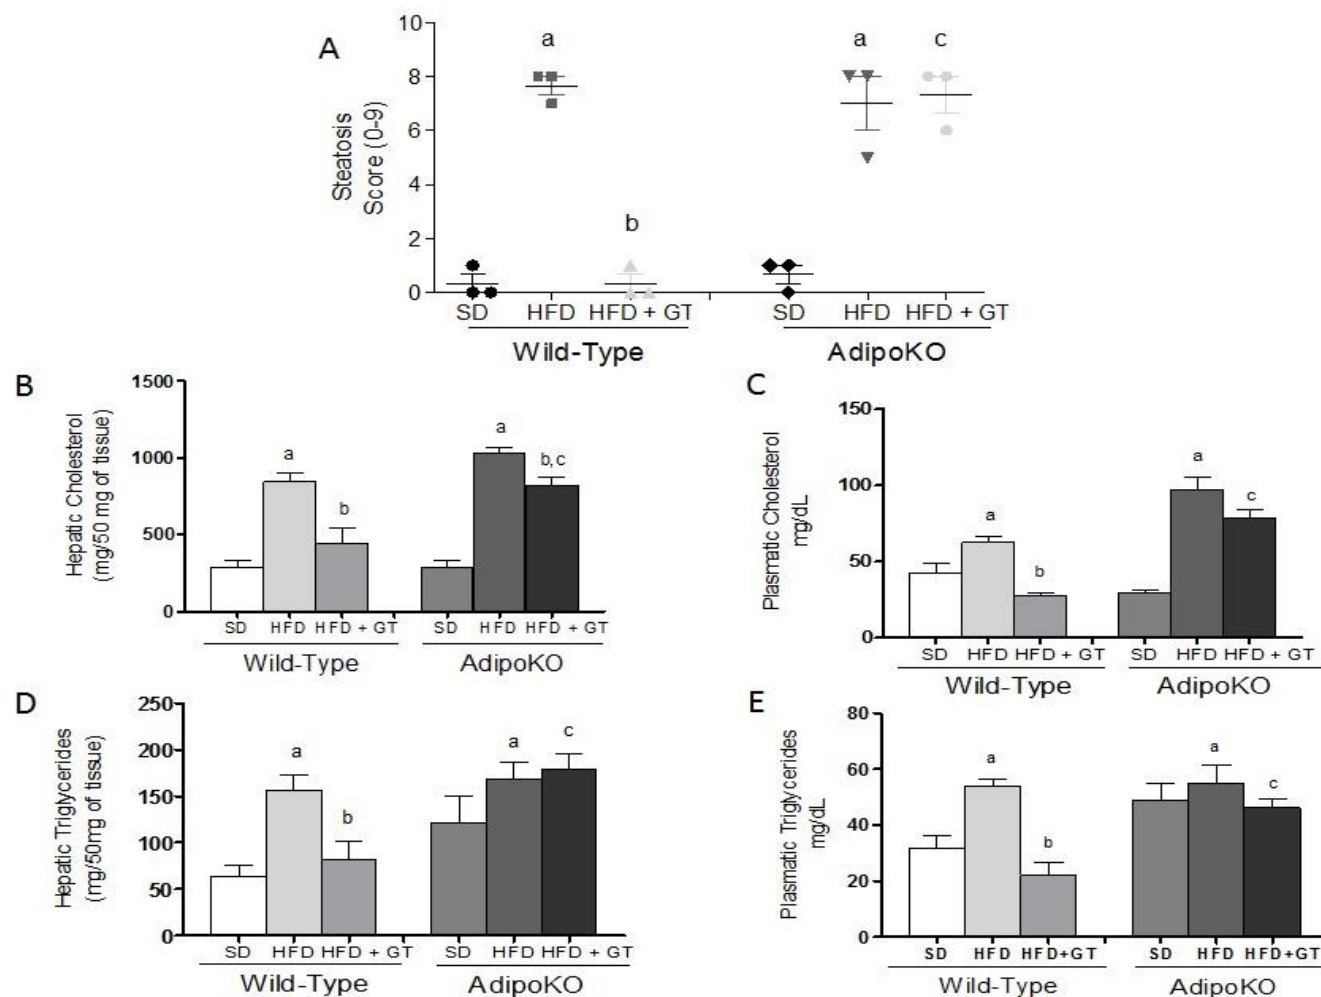 A
Steatosis
Score (0-9)
10
8
6
4
2
0
a
b
a
c
SD HFD HFD + GT SD HFD HFD + GT
Wild-Type AdipoKO
B
Hepatic Cholesterol
(mg/50 mg of tissue)
1500
1000
500
0
a
b
a
b,c
SD HFD HFD + GT SD HFD HFD + GT
Wild-Type AdipoKO
C
Plasmatic Cholesterol
mg/dL
150
100
50
0
a
b
a
c
SD HFD HFD + GT SD HFD HFD + GT
Wild-Type AdipoKO
D
Hepatic Triglycerides
(mg/50mg of tissue)
250
200
150
100
50
0
a
b
a
c
SD HFD HFD + GT SD HFD HFD + GT
Wild-Type AdipoKO
E
Plasmatic Triglycerides
mg/dL
80
60
40
20
0
a
b
a
c
SD HFD HFD+GT SD HFD HFD+GT
Wild-Type AdipoKO